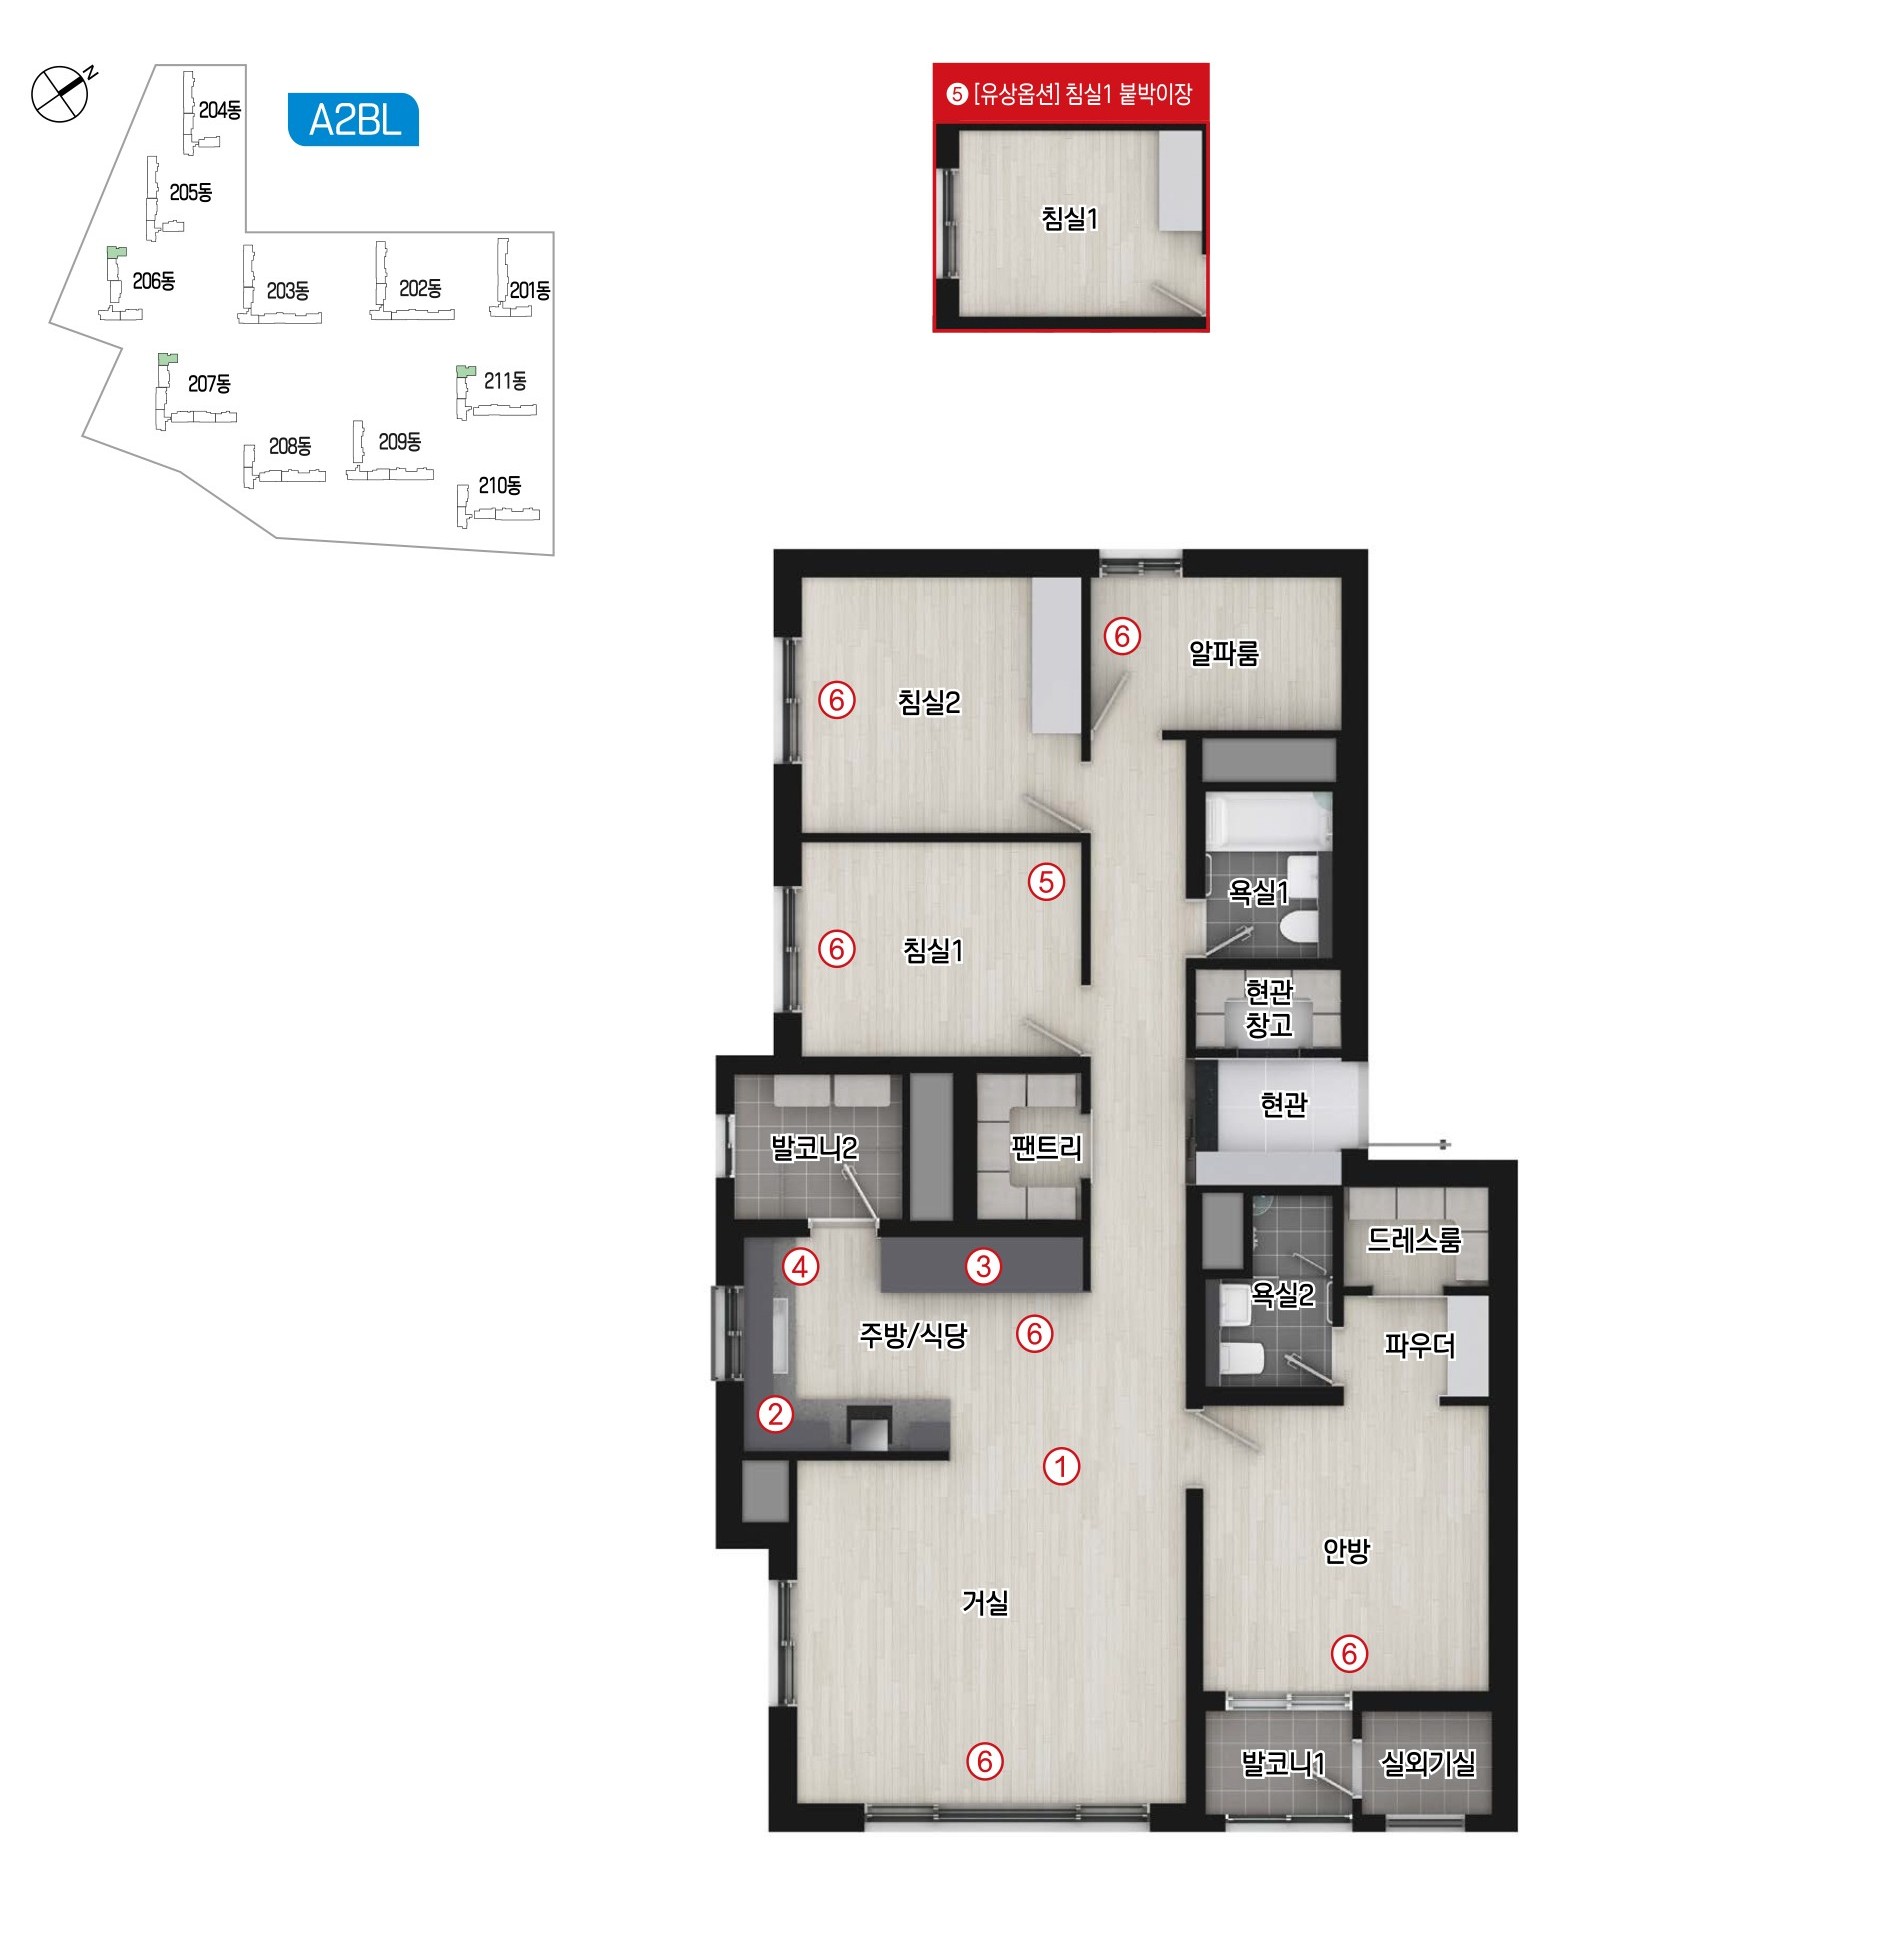 N
A2BL
204동
205동
206동
203동
202동
201동
207동
211동
208동
209동
210동
❺ [유상옵션] 침실1 붙박이장
침실1
⑥
알파룸
⑥
침실2
⑤
욕실1
⑥
침실1
현관
창고
현관
발코니2
팬트리
드레스룸
④
③
욕실2
주방/식당
⑥
파우더
②
①
안방
거실
⑥
⑥
발코니1
실외기실